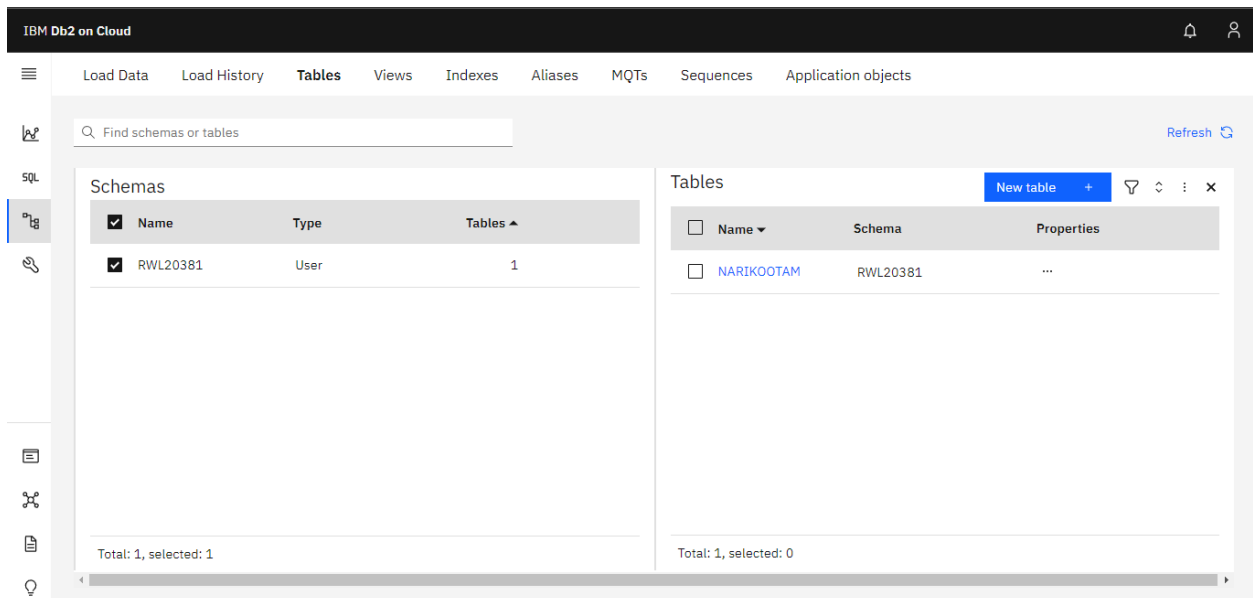 IBM Db2 on Cloud
Load Data Load History Tables Views Indexes Aliases MQTs Sequences Application objects
Find schemas or tables
Refresh
SQL
Schemas
Name Type Tables
RWL20381 User 1
Total: 1, selected: 1
Tables
New table +
Name Schema Properties
NARIKOOTAM RWL20381 ...
Total: 1, selected: 0